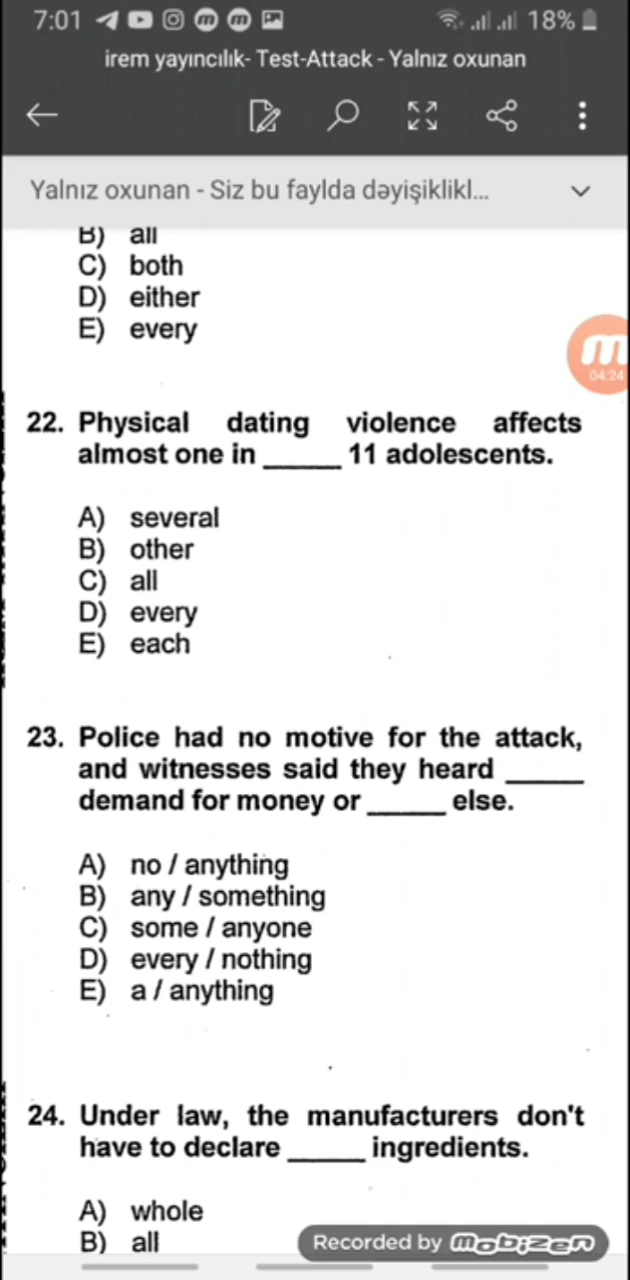 7:01
18%
irem yayıncılık- Test-Attack - Yalnız oxunan
Yalnız oxunan - Siz bu faylda dəyişiklikl...
B) all
C) both
D) either
E) every
m
04:24
22. Physical dating violence affects
almost one in _____ 11 adolescents.
A) several
B) other
C) all
D) every
E) each
23. Police had no motive for the attack,
and witnesses said they heard _____
demand for money or _____ else.
A) no / anything
B) any / something
C) some / anyone
D) every / nothing
E) a / anything
24. Under law, the manufacturers don't
have to declare _____ ingredients.
A) whole
B) all
Recorded by mobizen